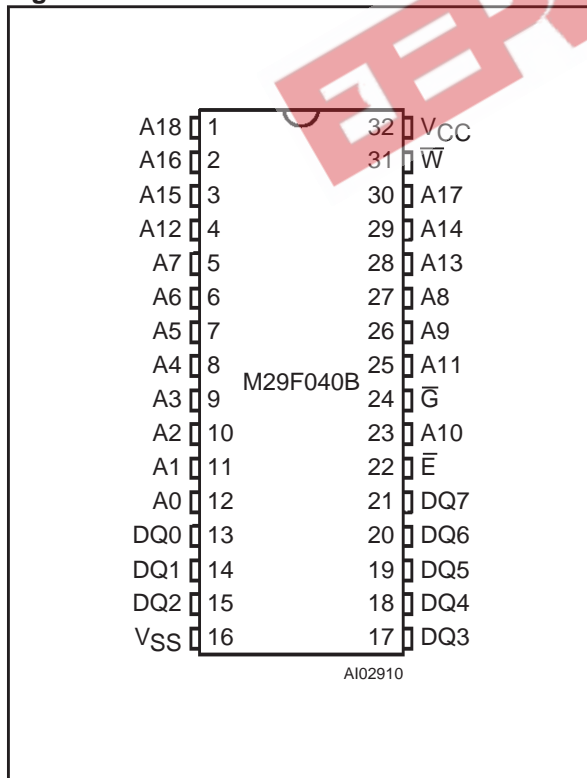 A18 1 32 VCC
A16 2 31 W̅
A15 3 30 A17
A12 4 29 A14
A7 5 28 A13
A6 6 27 A8
A5 7 26 A9
A4 8 25 A11
M29F040B
A3 9 24 G̅
A2 10 23 A10
A1 11 22 E̅
A0 12 21 DQ7
DQ0 13 20 DQ6
DQ1 14 19 DQ5
DQ2 15 18 DQ4
VSS 16 17 DQ3
AI02910